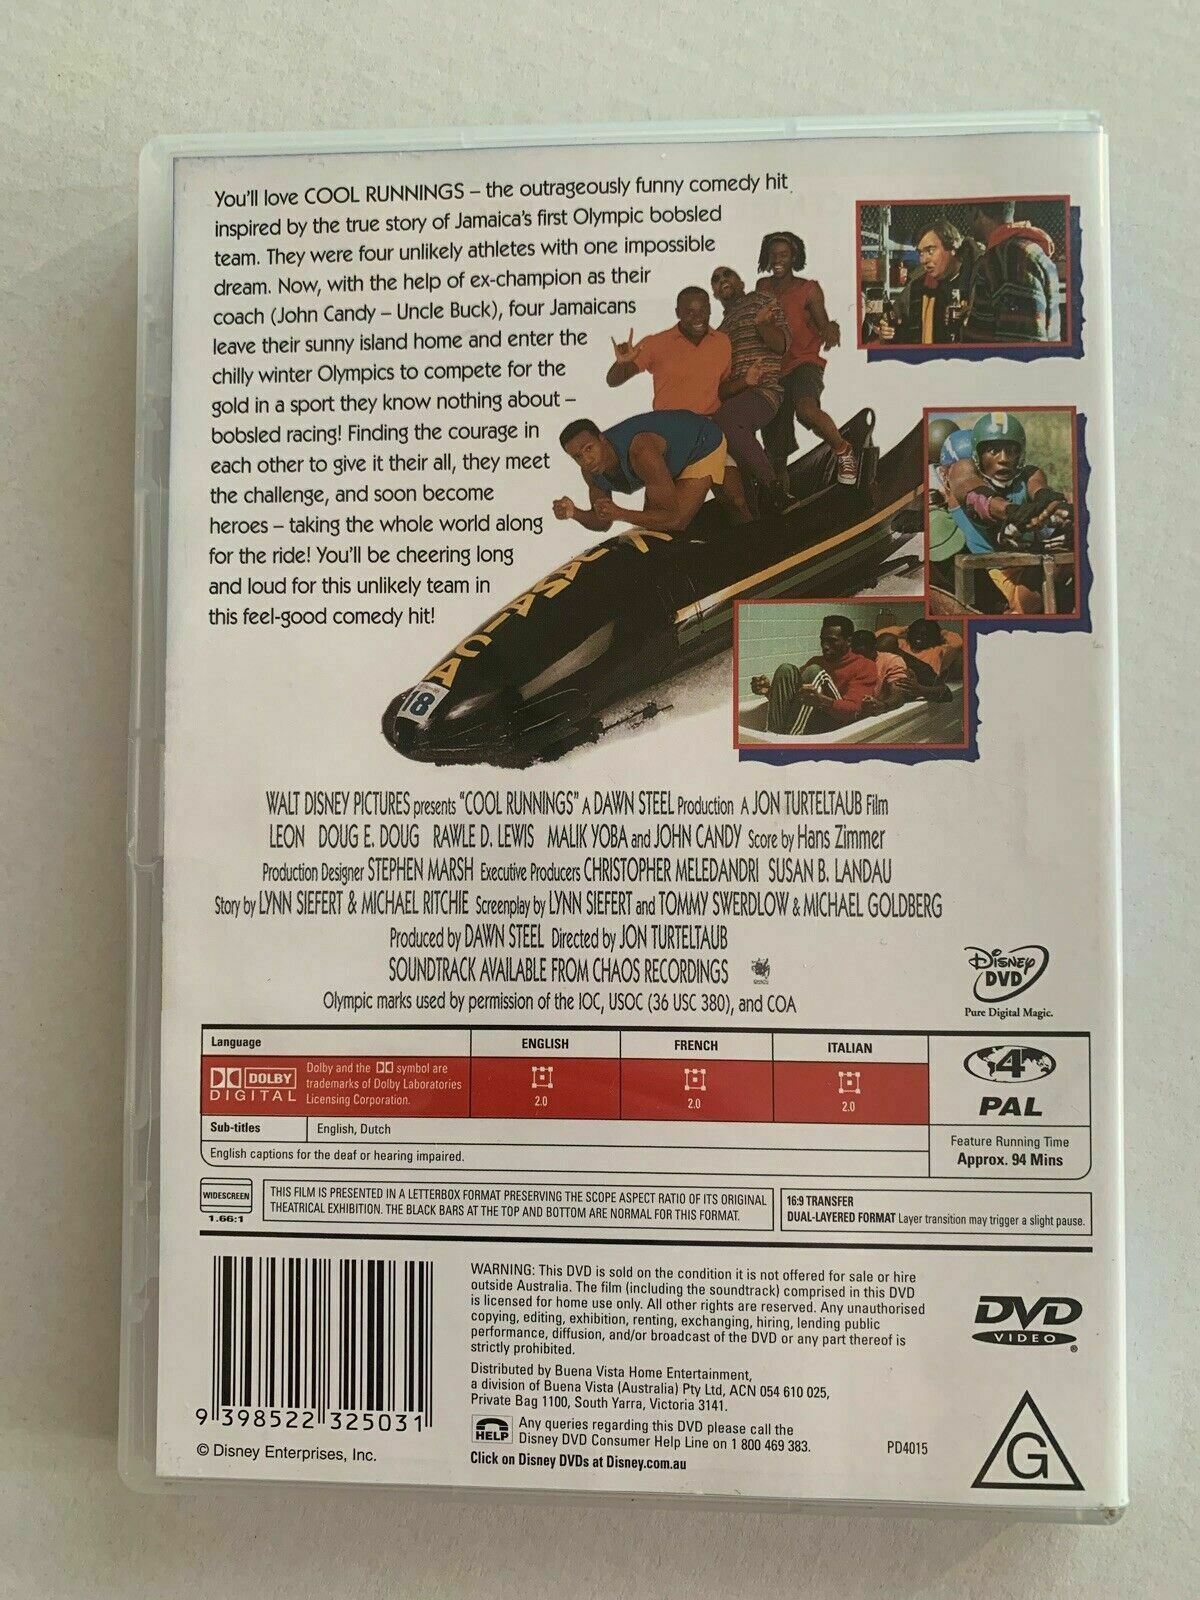 You'll love COOL RUNNINGS – the outrageously funny comedy hit
inspired by the true story of Jamaica's first Olympic bobsled
team. They were four unlikely athletes with one impossible
dream. Now, with the help of ex-champion as their
coach (John Candy – Uncle Buck), four Jamaicans
leave their sunny island home and enter the
chilly winter Olympics to compete for the
gold in a sport they know nothing about –
bobsled racing! Finding the courage in
each other to give it their all, they meet
the challenge, and soon become
heroes – taking the whole world along
for the ride! You'll be cheering long
and loud for this unlikely team in
this feel-good comedy hit!
JAMAICA
18
WALT DISNEY PICTURES presents "COOL RUNNINGS" A DAWN STEEL Production A JON TURTELTAUB Film
LEON DOUG E. DOUG RAWLE D. LEWIS MALIK YOBA and JOHN CANDY Score by Hans Zimmer
Production Designer STEPHEN MARSH Executive Producers CHRISTOPHER MELEDANDRI SUSAN B. LANDAU
Story by LYNN SIEFERT & MICHAEL RITCHIE Screenplay by LYNN SIEFERT and TOMMY SWERDLOW & MICHAEL GOLDBERG
Produced by DAWN STEEL Directed by JON TURTELTAUB
SOUNDTRACK AVAILABLE FROM CHAOS RECORDINGS
Olympic marks used by permission of the IOC, USOC (36 USC 380), and COA
Disney
DVD
Pure Digital Magic.
Language ENGLISH FRENCH ITALIAN
DOLBY
DIGITAL
Dolby and the DD symbol are
trademarks of Dolby Laboratories
Licensing Corporation.
2.0 2.0 2.0
Sub-titles English, Dutch
English captions for the deaf or hearing impaired.
4
PAL
Feature Running Time
Approx. 94 Mins
WIDESCREEN
1.66:1
THIS FILM IS PRESENTED IN A LETTERBOX FORMAT PRESERVING THE SCOPE ASPECT RATIO OF ITS ORIGINAL
THEATRICAL EXHIBITION. THE BLACK BARS AT THE TOP AND BOTTOM ARE NORMAL FOR THIS FORMAT.
16:9 TRANSFER
DUAL-LAYERED FORMAT Layer transition may trigger a slight pause.
9 398522 325031
© Disney Enterprises, Inc.
WARNING: This DVD is sold on the condition it is not offered for sale or hire
outside Australia. The film (including the soundtrack) comprised in this DVD
is licensed for home use only. All other rights are reserved. Any unauthorised
copying, editing, exhibition, renting, exchanging, hiring, lending public
performance, diffusion, and/or broadcast of the DVD or any part thereof is
strictly prohibited.
Distributed by Buena Vista Home Entertainment,
a division of Buena Vista (Australia) Pty Ltd, ACN 054 610 025,
Private Bag 1100, South Yarra, Victoria 3141.
HELP
Any queries regarding this DVD please call the
Disney DVD Consumer Help Line on 1 800 469 383.
Click on Disney DVDs at Disney.com.au
PD4015
DVD
VIDEO
G